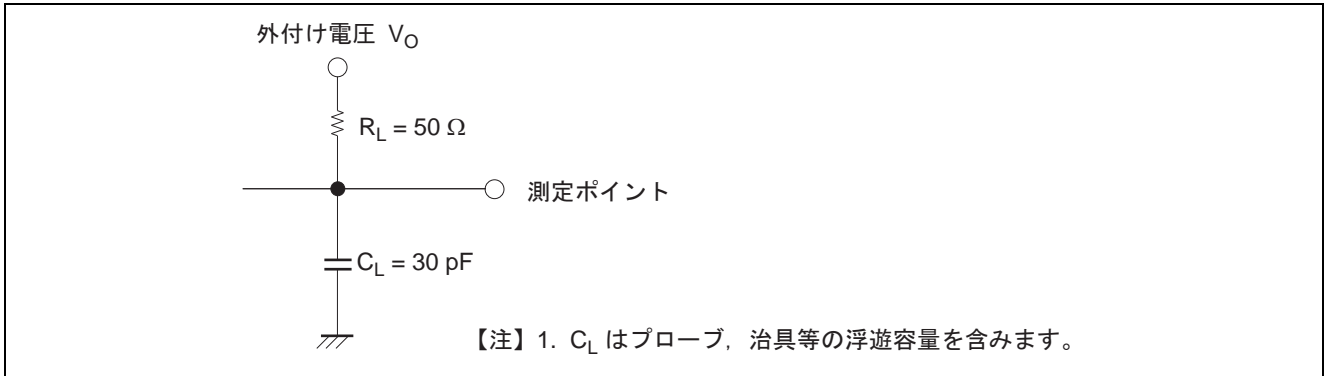 外付け電圧 VO
RL = 50 Ω
測定ポイント
CL = 30 pF
【注】1. CL はプローブ，治具等の浮遊容量を含みます。